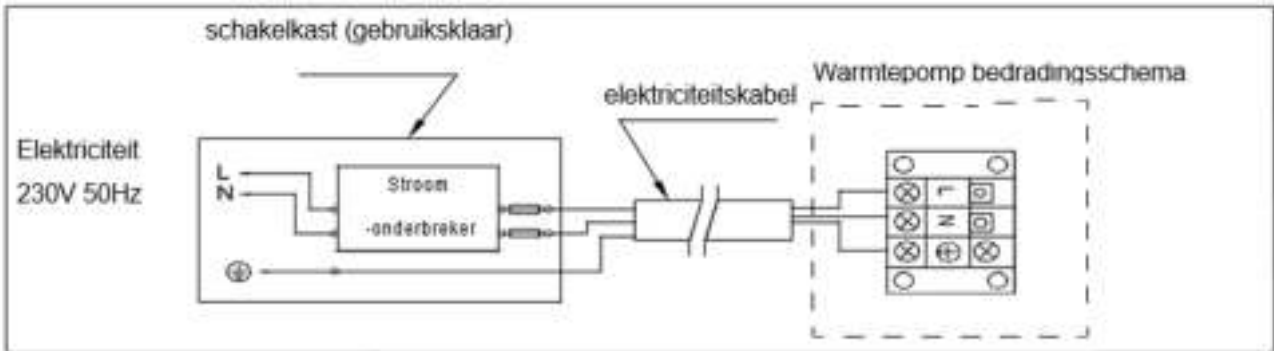 schakelkast (gebruiksklaar)
Warmtepomp bedradingsschema
elektriciteitskabel
Elektriciteit
230V 50Hz
L
N
Stroom
-onderbreker
L
N